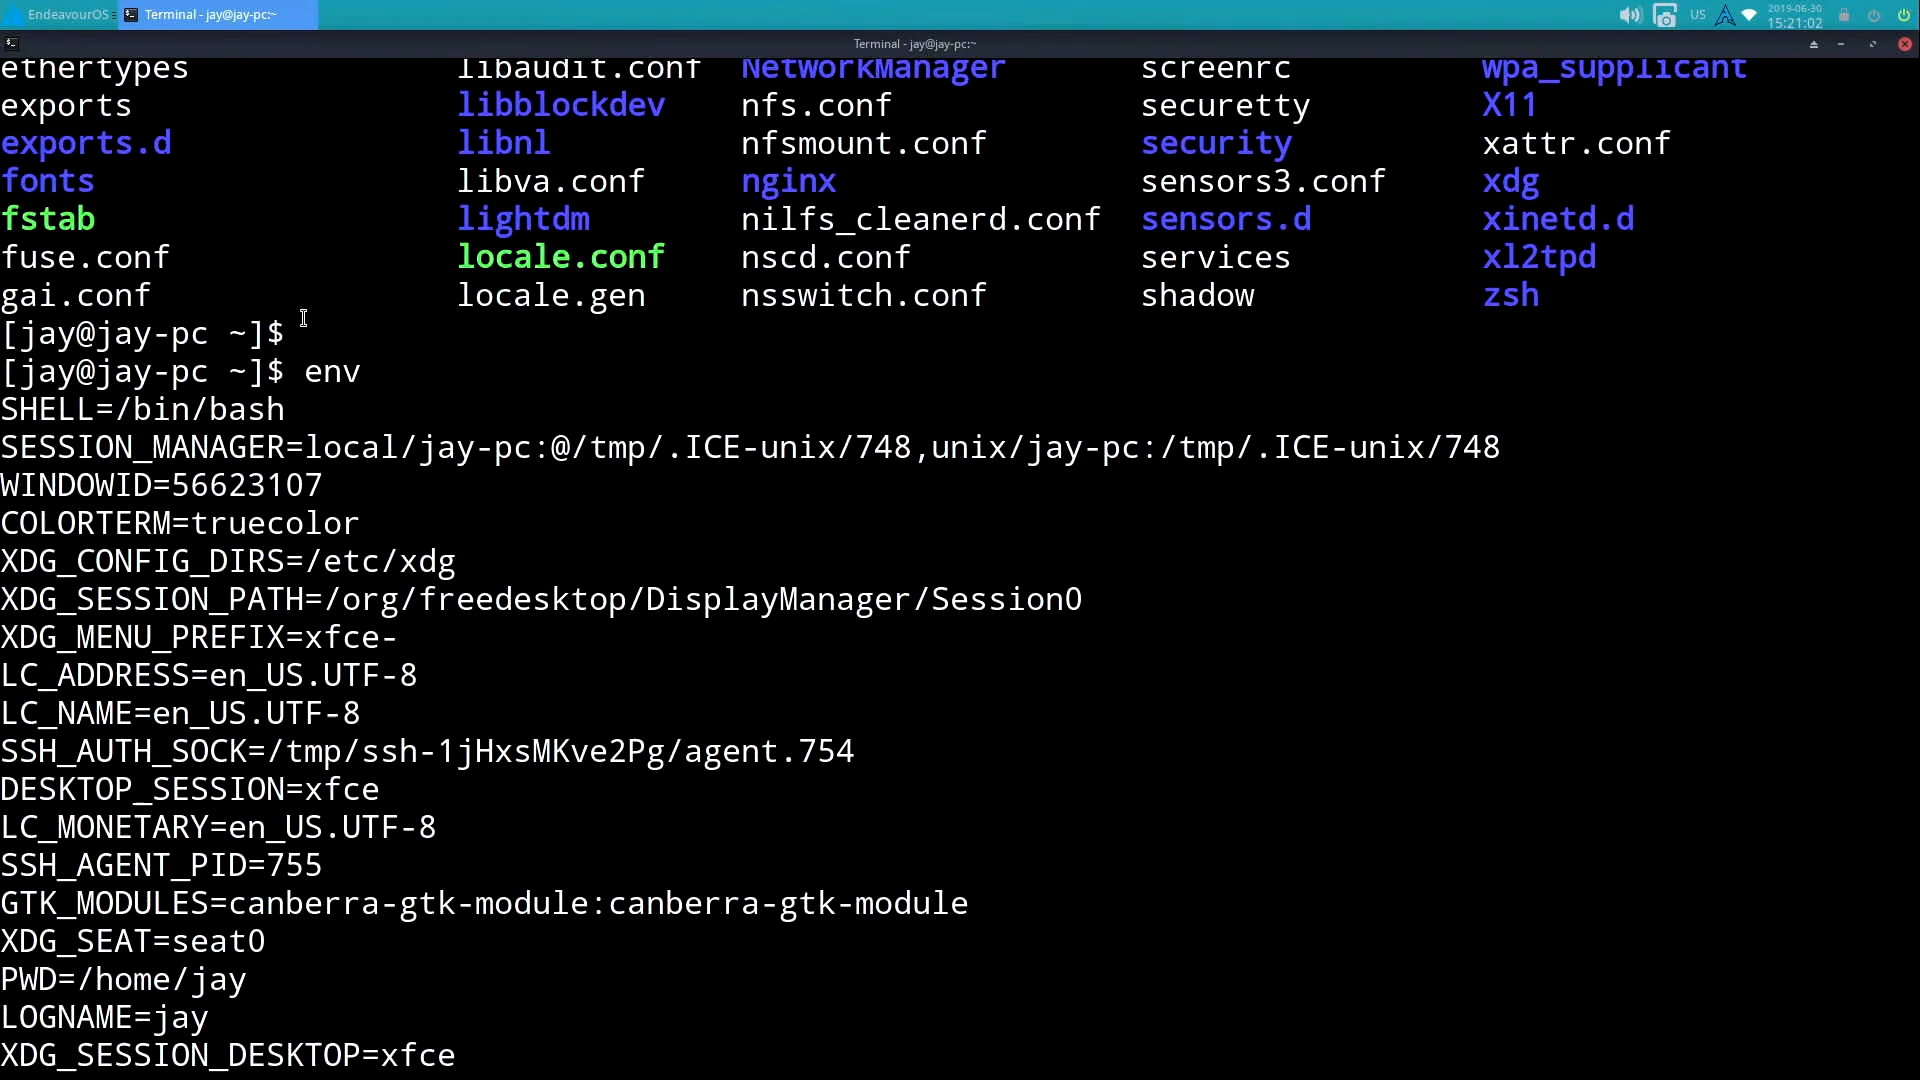 EndeavourOS Terminal - jay@jay-pc:~ US 2019-06-30
15:21:02
Terminal - jay@jay-pc:~
ethertypes libaudit.conf NetworkManager screenrc wpa_supplicant
exports libblockdev nfs.conf securetty X11
exports.d libnl nfsmount.conf security xattr.conf
fonts libva.conf nginx sensors3.conf xdg
fstab lightdm nilfs_cleanerd.conf sensors.d xinetd.d
fuse.conf locale.conf nscd.conf services xl2tpd
gai.conf locale.gen nsswitch.conf shadow zsh
[jay@jay-pc ~]$
[jay@jay-pc ~]$ env
SHELL=/bin/bash
SESSION_MANAGER=local/jay-pc:@/tmp/.ICE-unix/748,unix/jay-pc:/tmp/.ICE-unix/748
WINDOWID=56623107
COLORTERM=truecolor
XDG_CONFIG_DIRS=/etc/xdg
XDG_SESSION_PATH=/org/freedesktop/DisplayManager/Session0
XDG_MENU_PREFIX=xfce-
LC_ADDRESS=en_US.UTF-8
LC_NAME=en_US.UTF-8
SSH_AUTH_SOCK=/tmp/ssh-1jHxsMKve2Pg/agent.754
DESKTOP_SESSION=xfce
LC_MONETARY=en_US.UTF-8
SSH_AGENT_PID=755
GTK_MODULES=canberra-gtk-module:canberra-gtk-module
XDG_SEAT=seat0
PWD=/home/jay
LOGNAME=jay
XDG_SESSION_DESKTOP=xfce